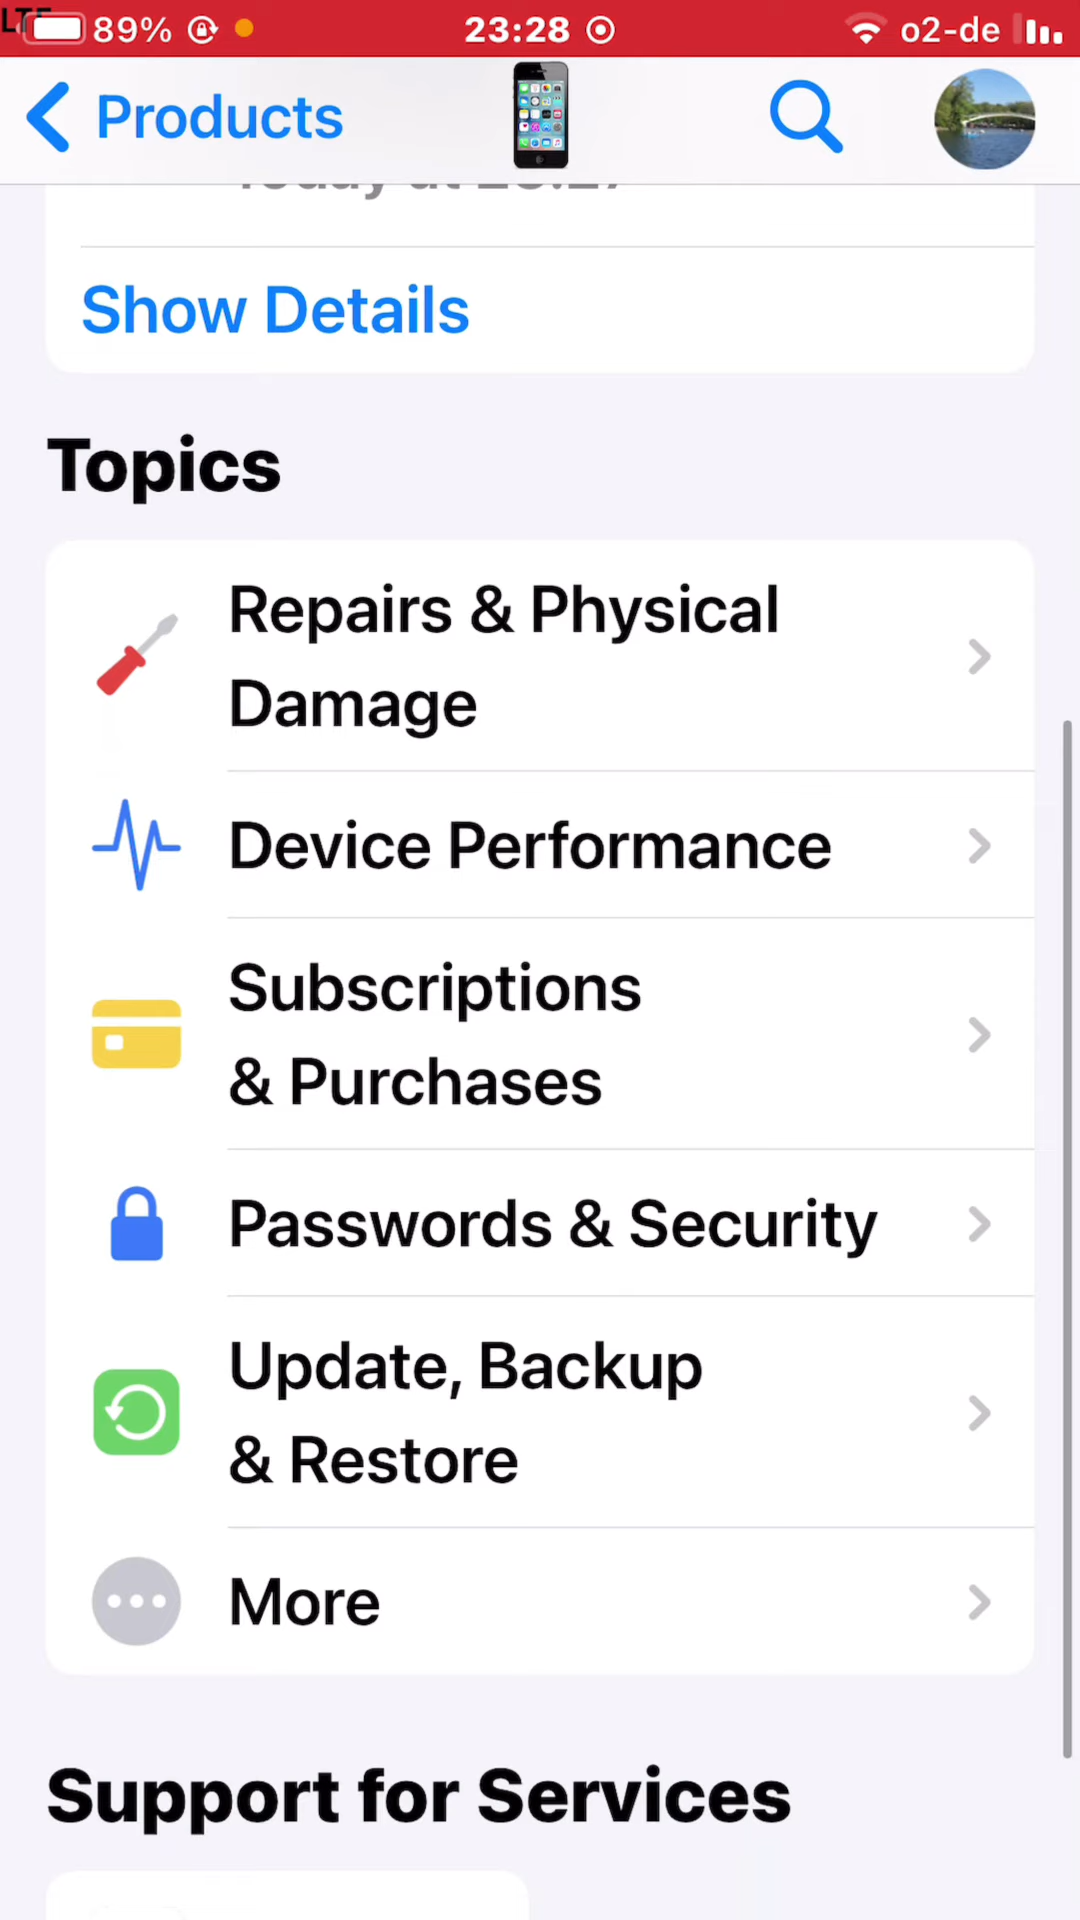 LTE 89% 23:28 o2-de
Products
Show Details
Topics
Repairs & Physical
Damage
Device Performance
Subscriptions
& Purchases
Passwords & Security
Update, Backup
& Restore
More
Support for Services